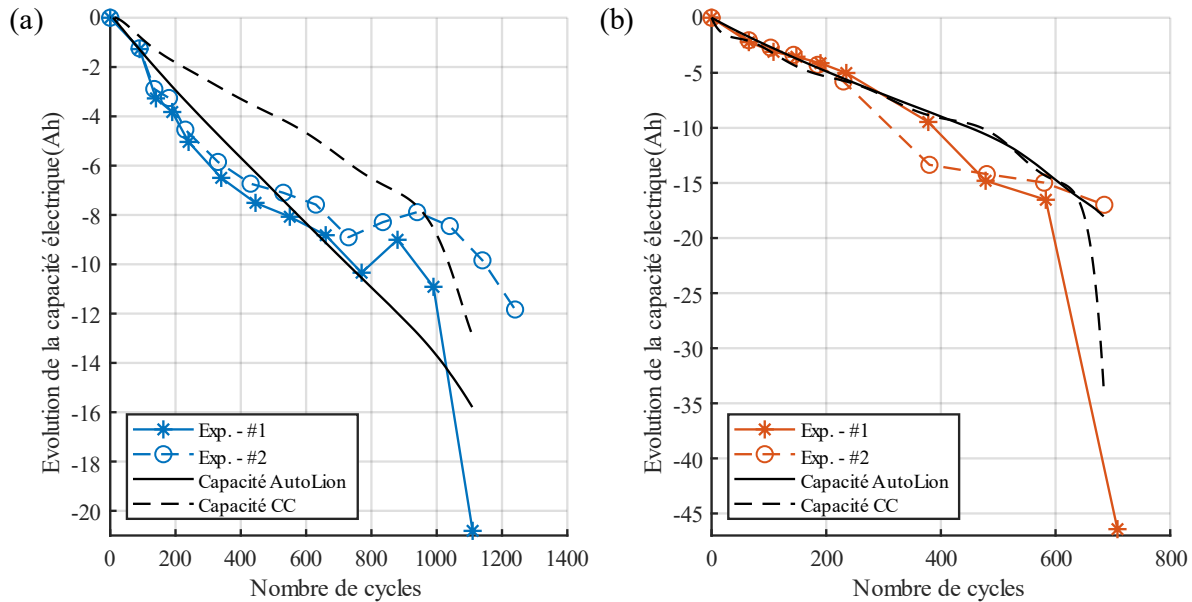 (a)
Evolution de la capacité électrique(Ah)
0
-2
-4
-6
-8
-10
-12
-14
-16
-18
-20
Exp. - #1
Exp. - #2
Capacité AutoLion
Capacité CC
0 200 400 600 800 1000 1200 1400
Nombre de cycles
(b)
Evolution de la capacité électrique(Ah)
0
-5
-10
-15
-20
-25
-30
-35
-40
-45
Exp. - #1
Exp. - #2
Capacité AutoLion
Capacité CC
0 200 400 600 800
Nombre de cycles